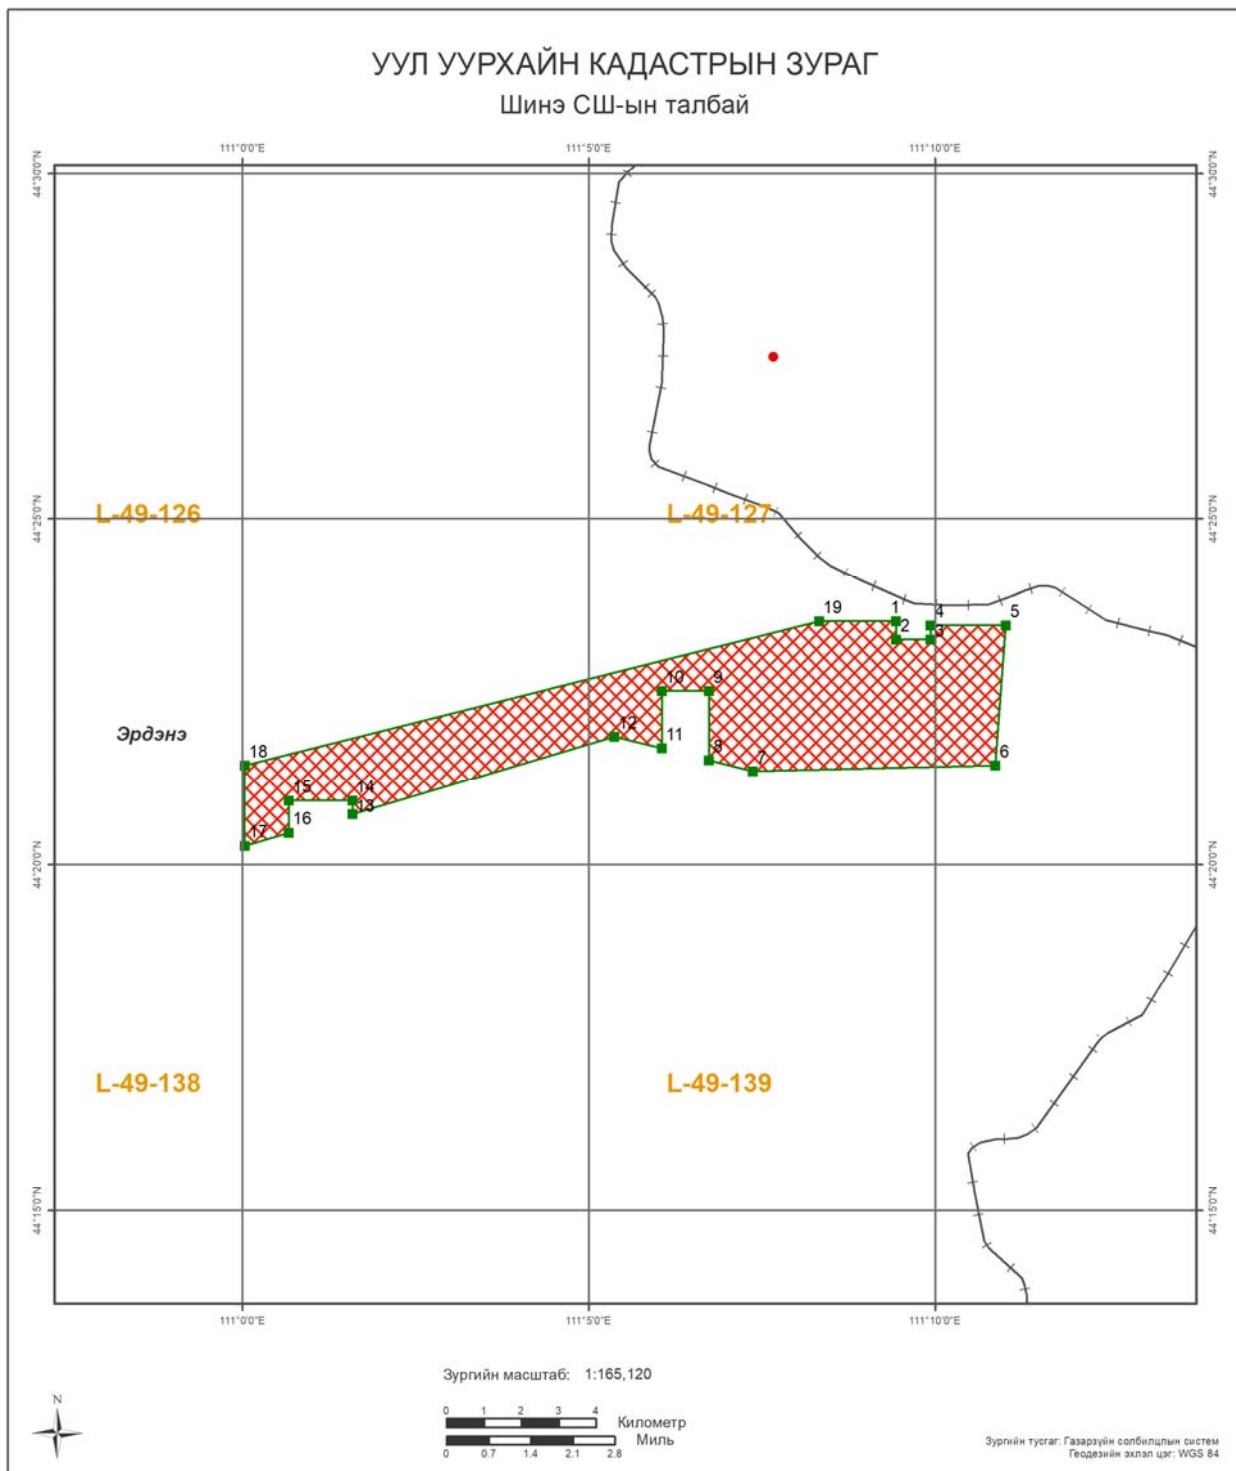 УУЛ УУРХАЙН КАДАСТРЫН ЗУРАГ
Шинэ СШ-ын талбай
111°0'0"E 111°5'0"E 111°10'0"E
44°30'0"N 44°30'0"N
L-49-126 L-49-127
44°25'0"N 44°25'0"N
19 1 4 5
2 3
10 9
Эрдэнэ 12 11
18 8 7 6
15 14
13
16
17
44°20'0"N 44°20'0"N
L-49-138 L-49-139
44°15'0"N 44°15'0"N
111°0'0"E 111°5'0"E 111°10'0"E
Зургийн масштаб: 1:165,120
N
0 1 2 3 4
Километр
Миль
0 0.7 1.4 2.1 2.8
Зургийн тусгаг: Газарзүйн солбилцлын систем
Геодезийн эхлэл цэг: WGS 84